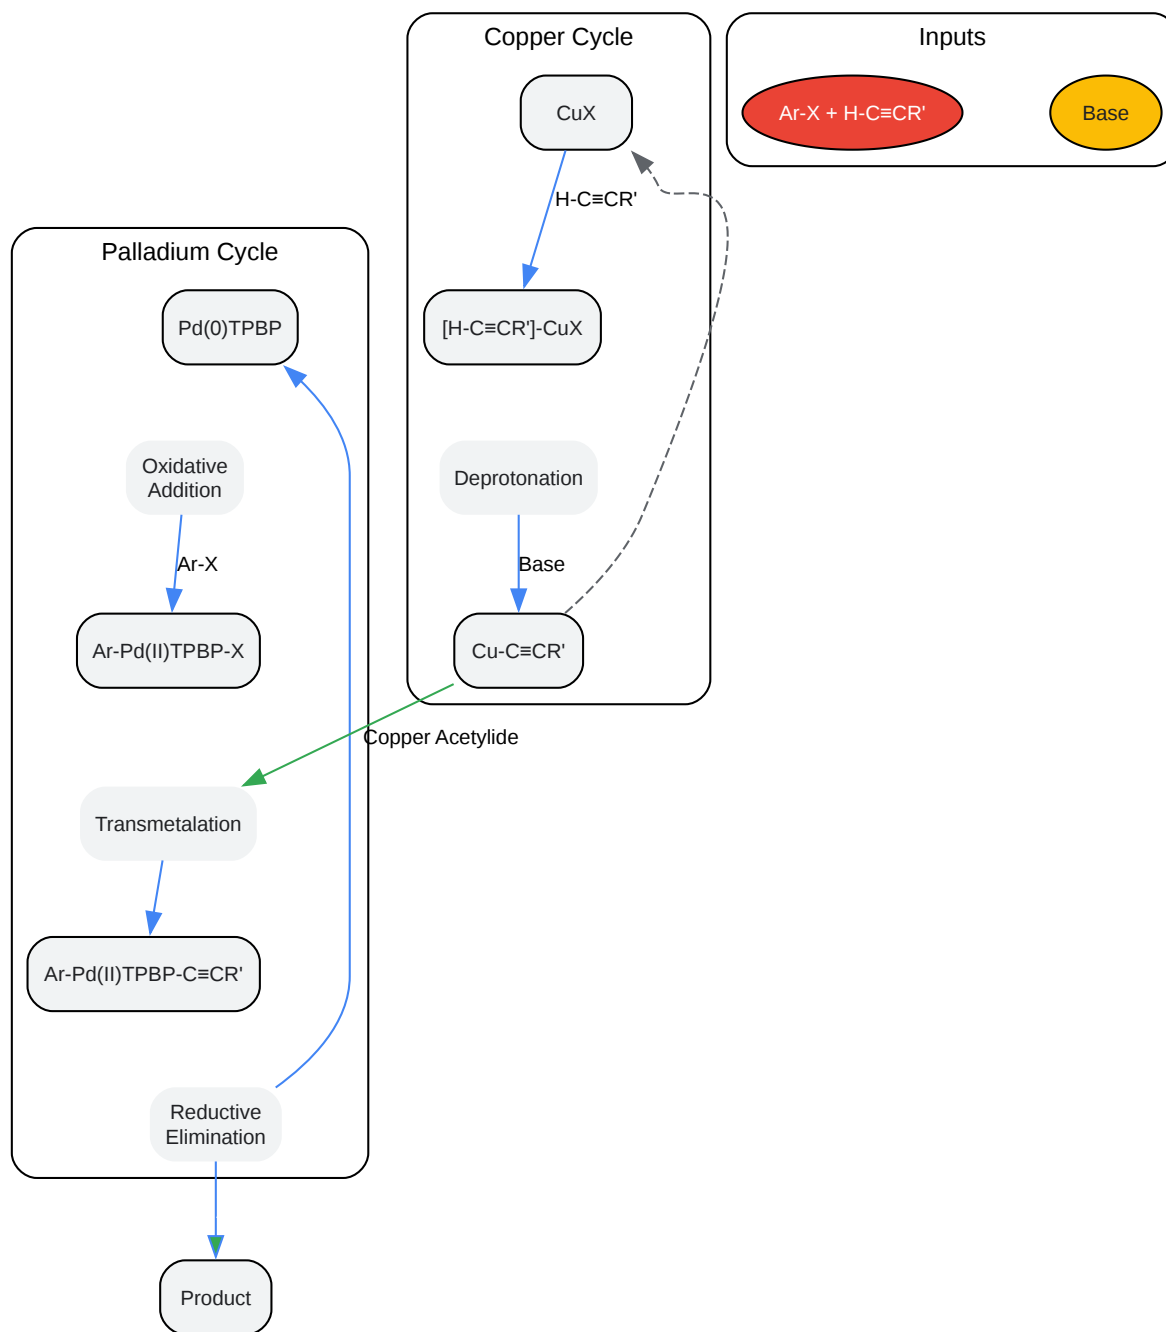 Copper Cycle
CuX
H-C≡CR'
[H-C≡CR']-CuX
Deprotonation
Base
Cu-C≡CR'
Inputs
Ar-X + H-C≡CR'
Base
Palladium Cycle
Pd(0)TPBP
Oxidative
Addition
Ar-X
Ar-Pd(II)TPBP-X
Copper Acetylide
Transmetalation
Ar-Pd(II)TPBP-C≡CR'
Reductive
Elimination
Product